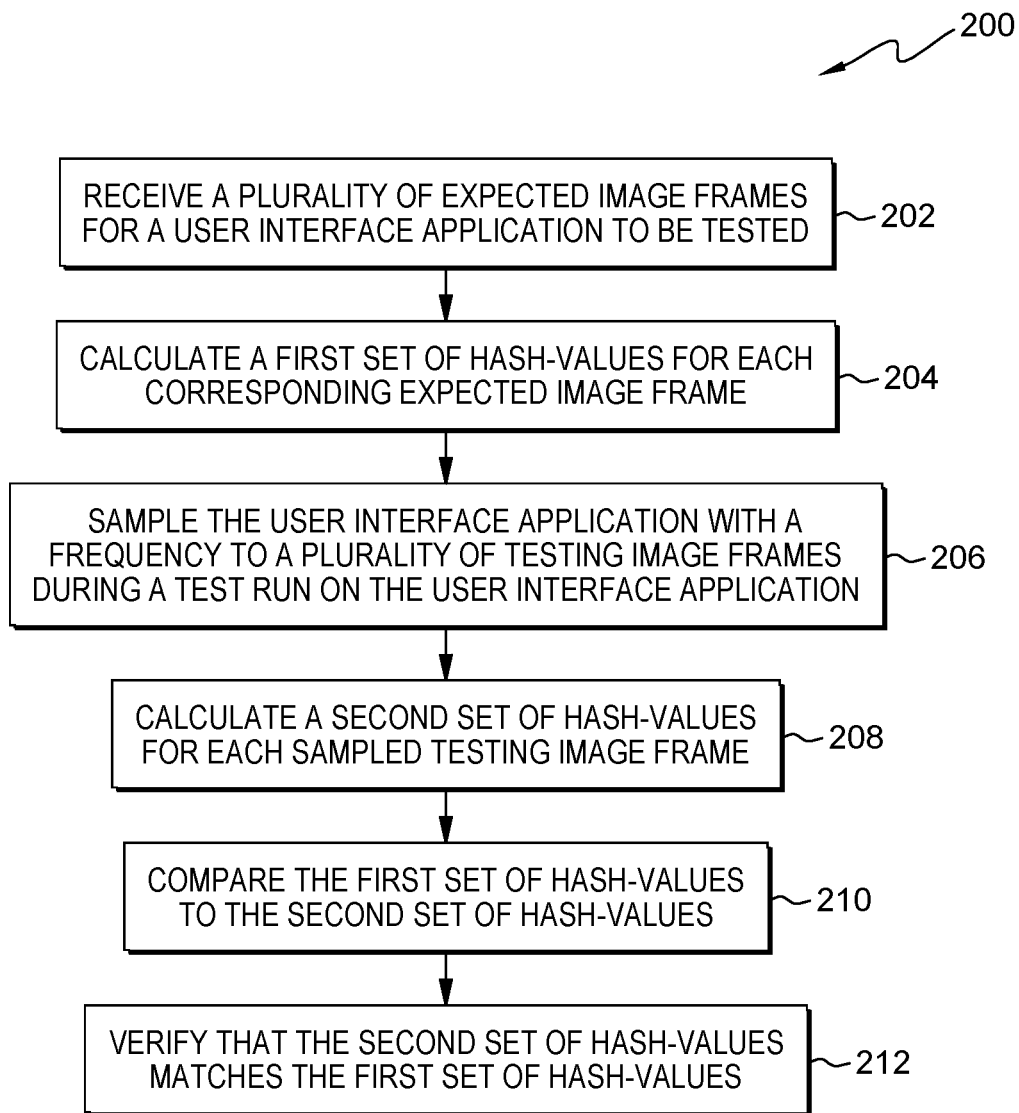 200
RECEIVE A PLURALITY OF EXPECTED IMAGE FRAMES
FOR A USER INTERFACE APPLICATION TO BE TESTED
202
CALCULATE A FIRST SET OF HASH-VALUES FOR EACH
CORRESPONDING EXPECTED IMAGE FRAME
204
SAMPLE THE USER INTERFACE APPLICATION WITH A
FREQUENCY TO A PLURALITY OF TESTING IMAGE FRAMES
DURING A TEST RUN ON THE USER INTERFACE APPLICATION
206
CALCULATE A SECOND SET OF HASH-VALUES
FOR EACH SAMPLED TESTING IMAGE FRAME
208
COMPARE THE FIRST SET OF HASH-VALUES
TO THE SECOND SET OF HASH-VALUES
210
VERIFY THAT THE SECOND SET OF HASH-VALUES
MATCHES THE FIRST SET OF HASH-VALUES
212